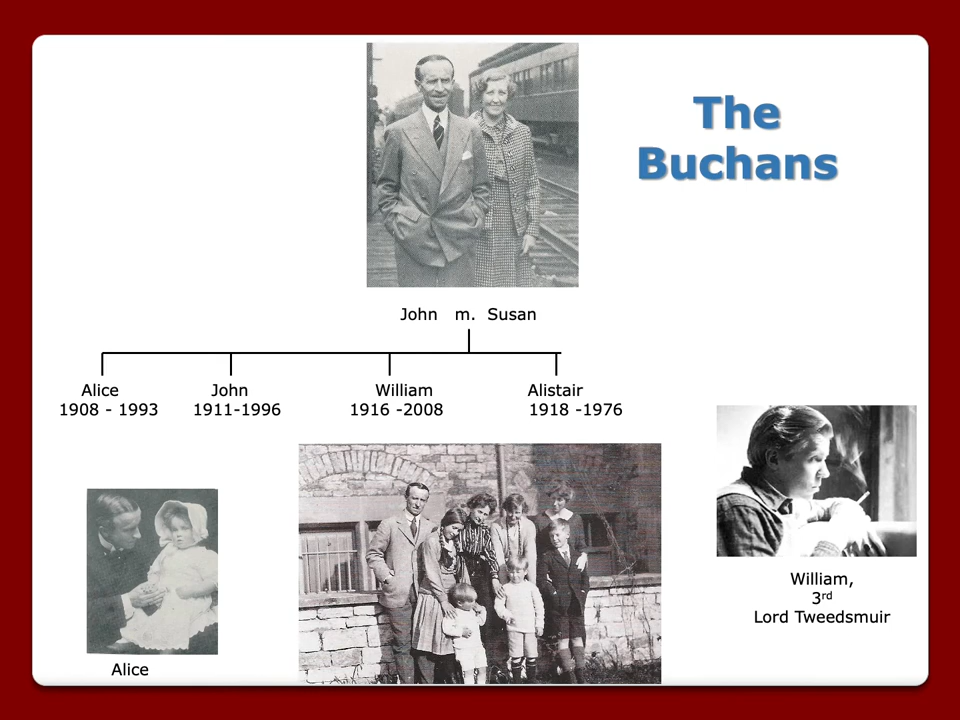 The
Buchans
John m. Susan
Alice John William Alistair
1908 - 1993 1911-1996 1916 -2008 1918 -1976
William,
3rd
Lord Tweedsmuir
Alice